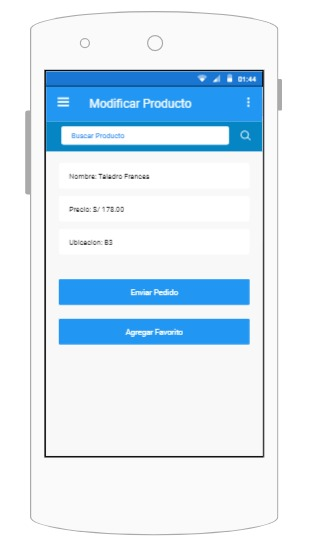 01:44
Modificar Producto
Buscar Producto
Nombre: Taladro Frances
Precio: S/ 178.00
Ubicacion: B3
Enviar Pedido
Agregar Favorito